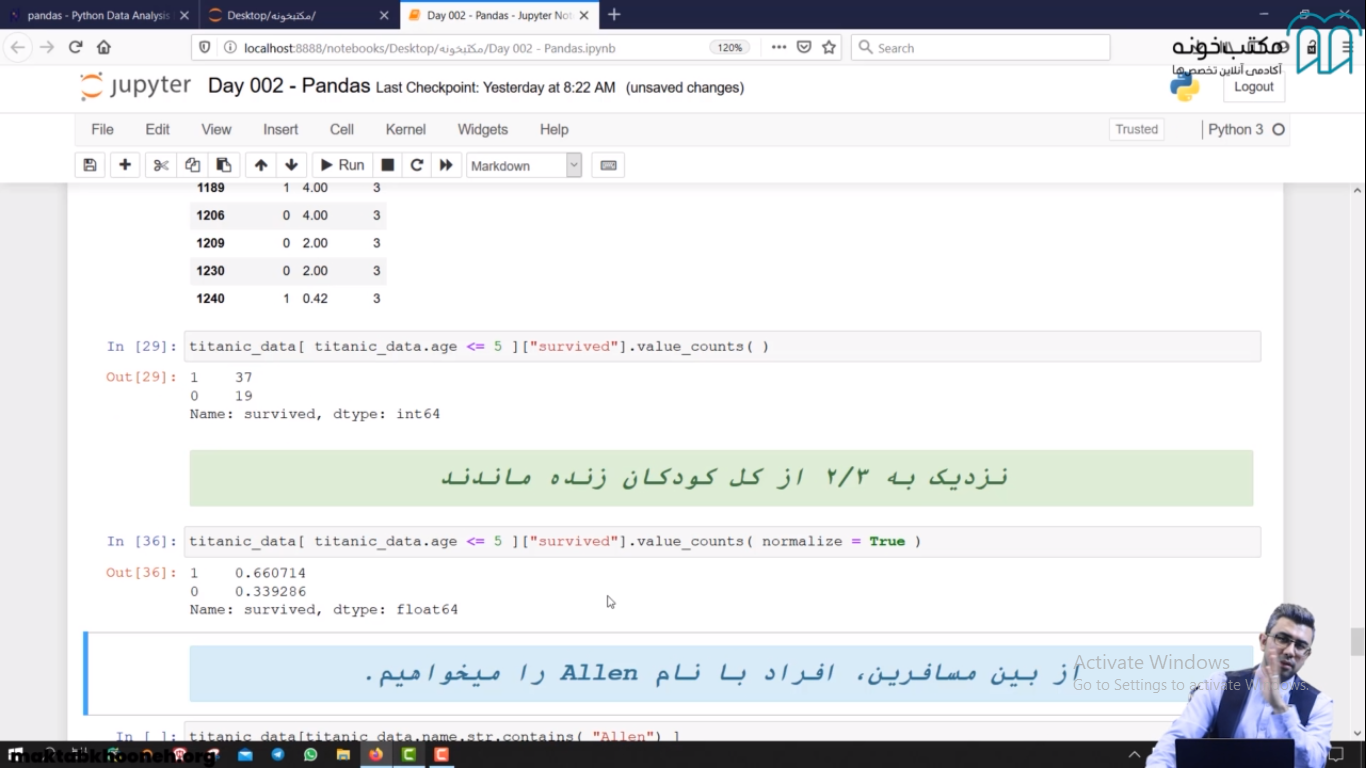 pandas - Python Data Analysis
Desktop/مکتبخونه/
Day 002 - Pandas - Jupyter Not
localhost:8888/notebooks/Desktop/مکتبخونه/Day 002 - Pandas.ipynb
120%
Search
مکتب‌خونه
آکادمی آنلاین تخصص‌ها
jupyter
Day 002 - Pandas
Last Checkpoint: Yesterday at 8:22 AM (unsaved changes)
Logout
File Edit View Insert Cell Kernel Widgets Help
Trusted
Python 3
Run
Markdown
1189 1 4.00 3
1206 0 4.00 3
1209 0 2.00 3
1230 0 2.00 3
1240 1 0.42 3
In [29]: titanic_data[ titanic_data.age <= 5 ]["survived"].value_counts( )
Out[29]: 1 37
0 19
Name: survived, dtype: int64
نزدیک به ۲/۳ از کل کودکان زنده ماندند
In [36]: titanic_data[ titanic_data.age <= 5 ]["survived"].value_counts( normalize = True )
Out[36]: 1 0.660714
0 0.339286
Name: survived, dtype: float64
از بین مسافرین، افراد با نام Allen را میخواهیم.
Activate Windows
Go to Settings to activate Windows.
In [ ]: titanic_data[titanic_data.name.str.contains( "Allen") ]
maktabkhooneh.org